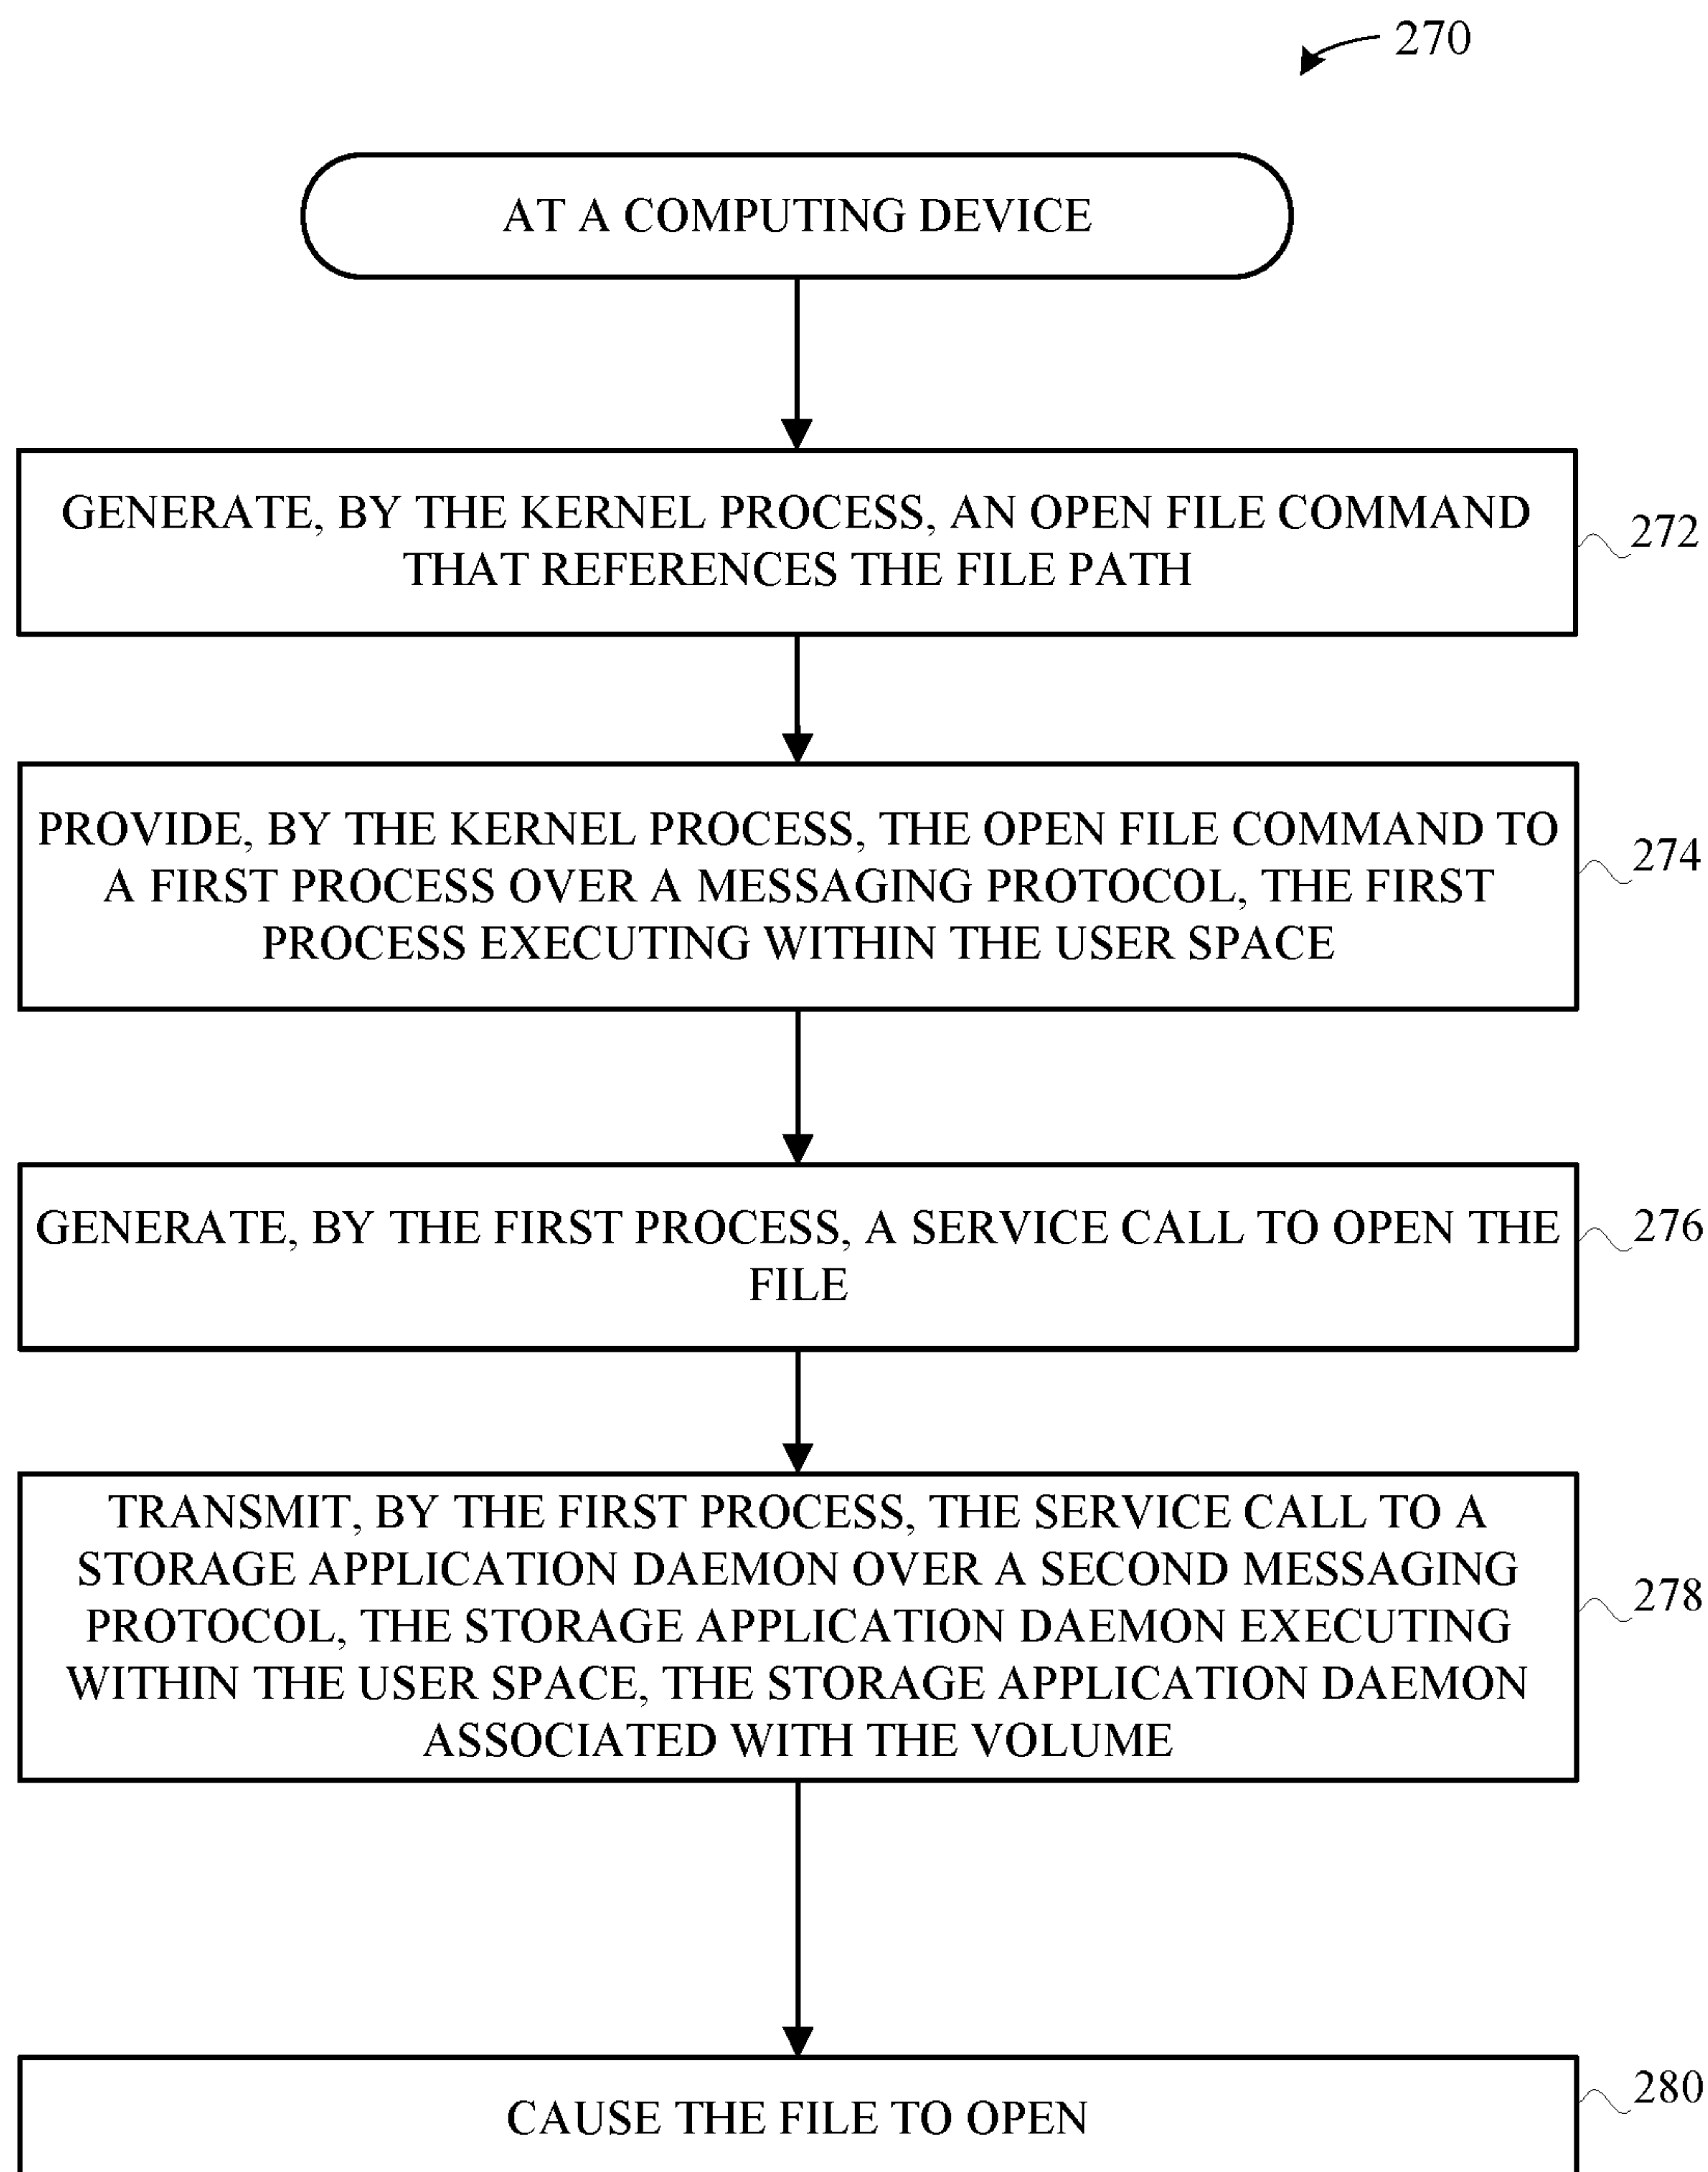 270
AT A COMPUTING DEVICE
GENERATE, BY THE KERNEL PROCESS, AN OPEN FILE COMMAND
THAT REFERENCES THE FILE PATH
272
PROVIDE, BY THE KERNEL PROCESS, THE OPEN FILE COMMAND TO
A FIRST PROCESS OVER A MESSAGING PROTOCOL, THE FIRST
PROCESS EXECUTING WITHIN THE USER SPACE
274
GENERATE, BY THE FIRST PROCESS, A SERVICE CALL TO OPEN THE
FILE
276
TRANSMIT, BY THE FIRST PROCESS, THE SERVICE CALL TO A
STORAGE APPLICATION DAEMON OVER A SECOND MESSAGING
PROTOCOL, THE STORAGE APPLICATION DAEMON EXECUTING
WITHIN THE USER SPACE, THE STORAGE APPLICATION DAEMON
ASSOCIATED WITH THE VOLUME
278
CAUSE THE FILE TO OPEN
280